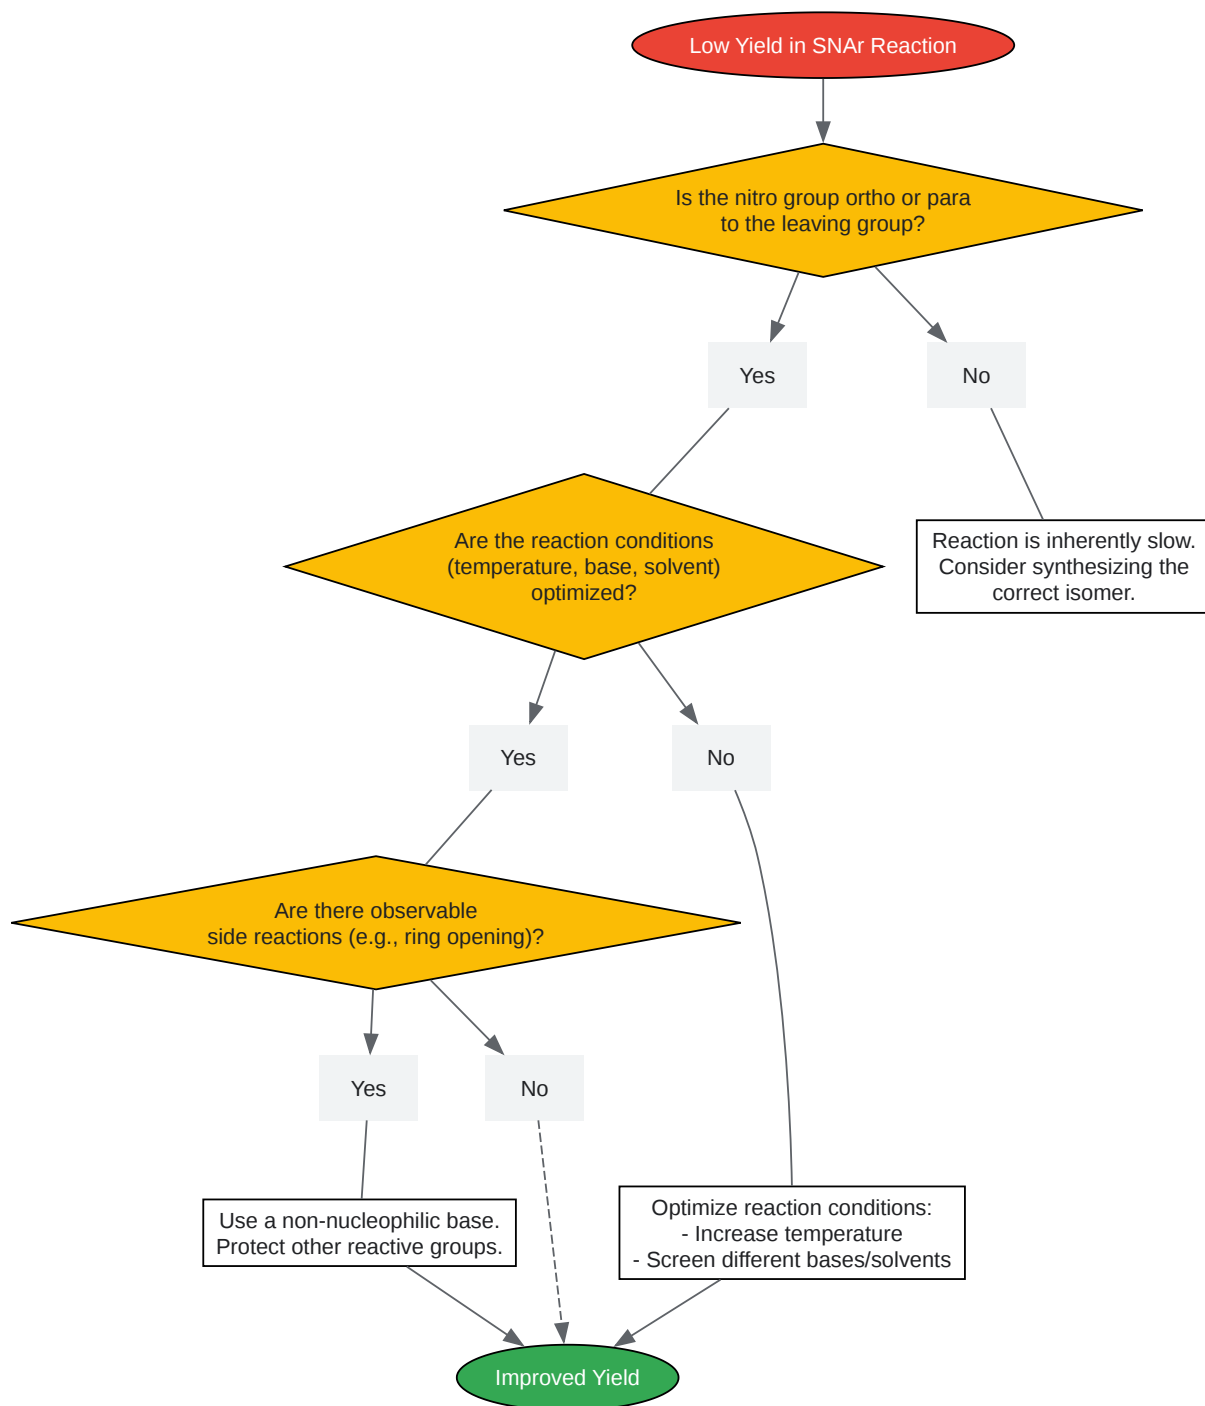 Low Yield in SNAr Reaction
Is the nitro group ortho or para
to the leaving group?
Yes
No
Are the reaction conditions
(temperature, base, solvent)
optimized?
Reaction is inherently slow.
Consider synthesizing the
correct isomer.
Yes
No
Are there observable
side reactions (e.g., ring opening)?
Yes
No
Use a non-nucleophilic base.
Protect other reactive groups.
Optimize reaction conditions:
- Increase temperature
- Screen different bases/solvents
Improved Yield